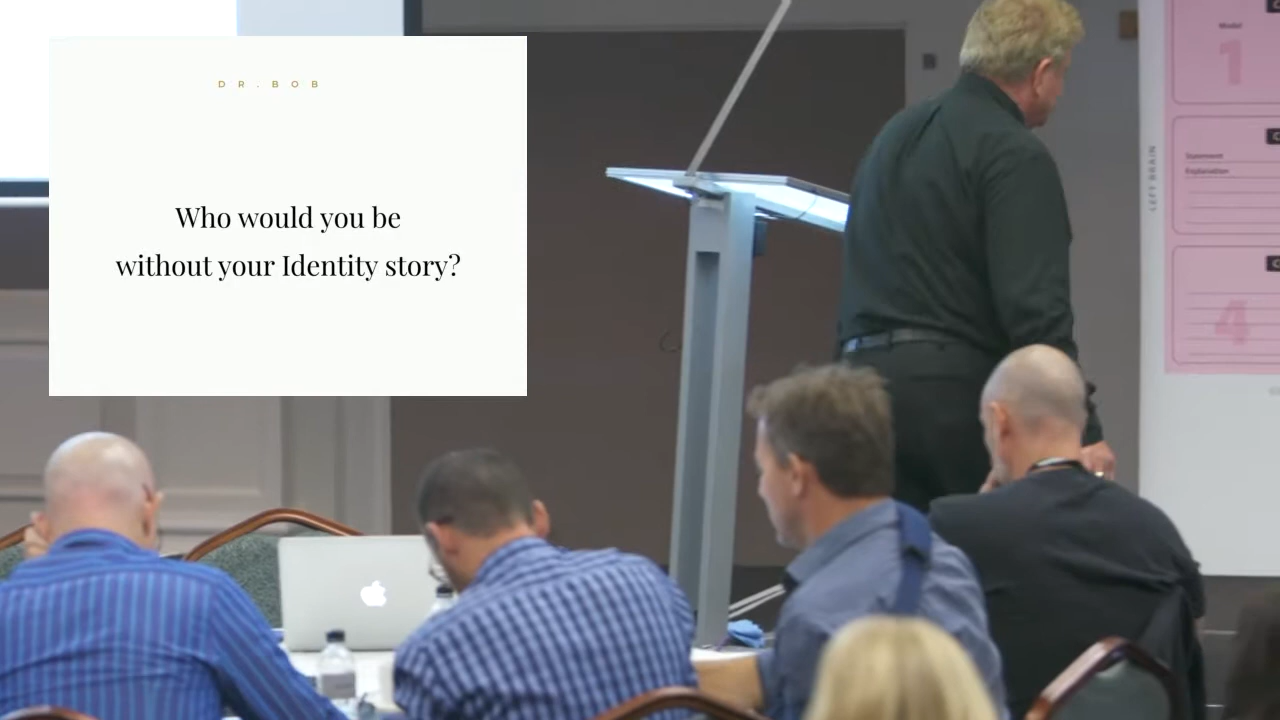 DR.BOB
Who would you be
without your Identity story?
Model
1
LEFT BRAIN
Statement
Explanation
4